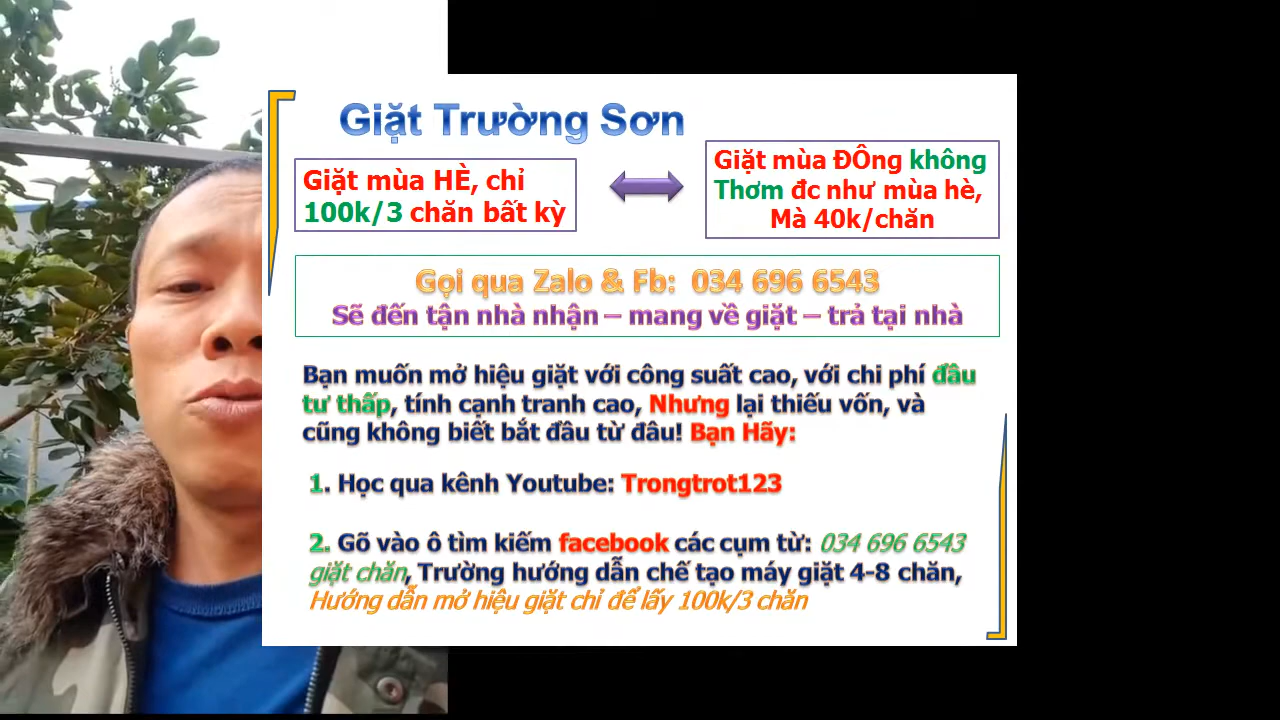 Giặt Trường Sơn
Giặt mùa HÈ, chỉ
100k/3 chăn bất kỳ
Giặt mùa ĐÔng không
Thơm đc như mùa hè,
Mà 40k/chăn
Gọi qua Zalo & Fb: 034 696 6543
Sẽ đến tận nhà nhận – mang về giặt – trả tại nhà
Bạn muốn mở hiệu giặt với công suất cao, với chi phí đầu
tư thấp, tính cạnh tranh cao, Nhưng lại thiếu vốn, và
cũng không biết bắt đầu từ đâu! Bạn Hãy:
1. Học qua kênh Youtube: Trongtrot123
2. Gõ vào ô tìm kiếm facebook các cụm từ: 034 696 6543
giặt chăn, Trường hướng dẫn chế tạo máy giặt 4-8 chăn,
Hướng dẫn mở hiệu giặt chỉ để lấy 100k/3 chăn